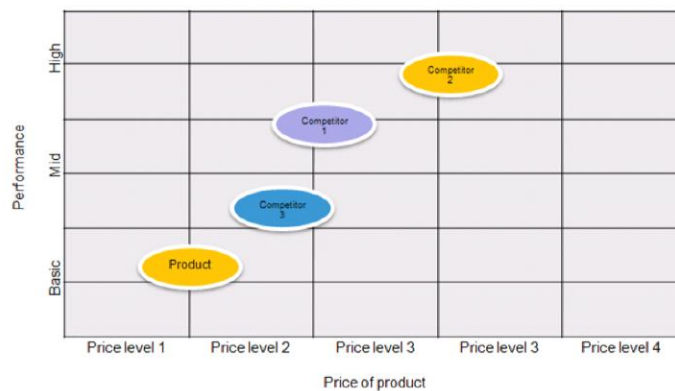 High
Mid
Basic
Performance
Competitor
2
Competitor
1
Competitor
3
Product
Price level 1
Price level 2
Price level 3
Price level 3
Price level 4
Price of product